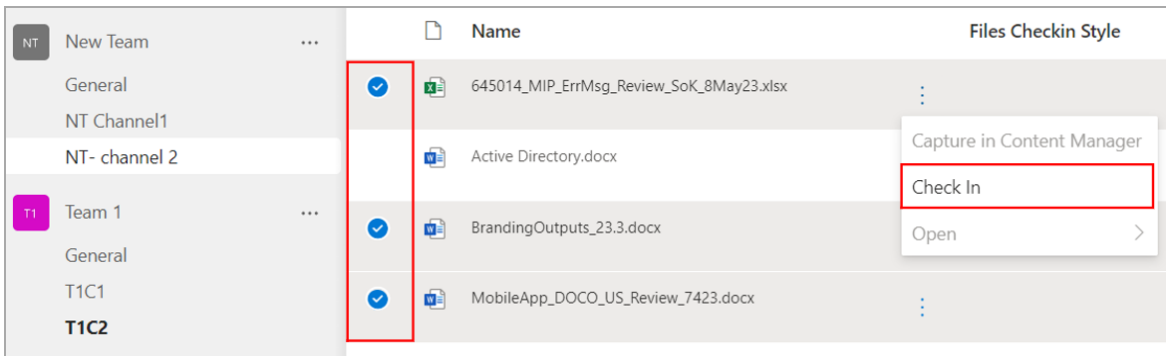 NT New Team ...
General
NT Channel1
NT- channel 2
T1 Team 1 ...
General
T1C1
T1C2
Name Files Checkin Style
645014_MIP_ErrMsg_Review_SoK_8May23.xlsx
Active Directory.docx
BrandingOutputs_23.3.docx
MobileApp_DOCO_US_Review_7423.docx
Capture in Content Manager
Check In
Open